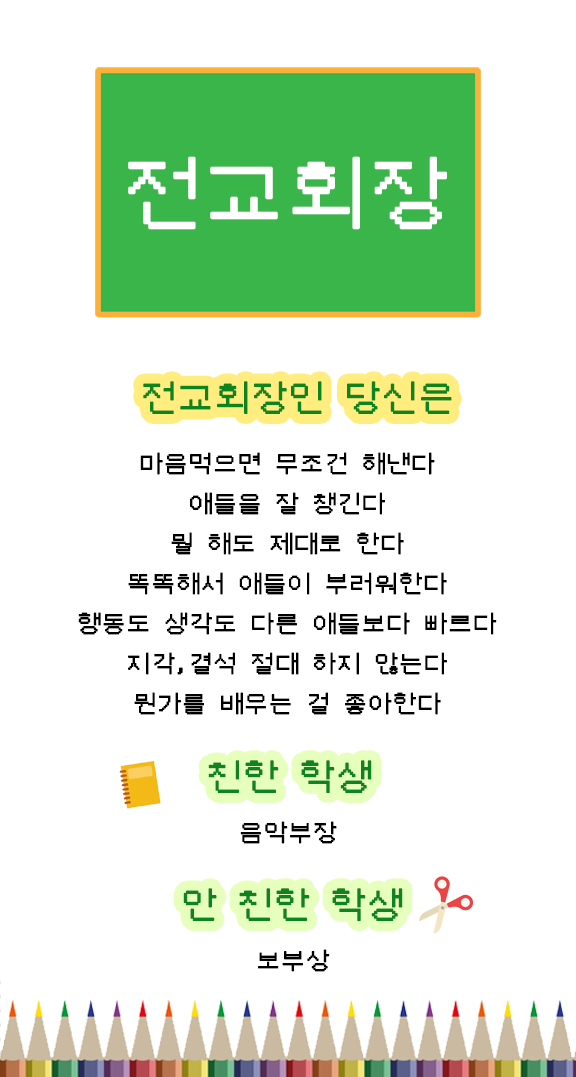 전교회장
전교회장인 당신은
마음먹으면 무조건 해낸다
애들을 잘 챙긴다
뭘 해도 제대로 한다
똑똑해서 애들이 부러워한다
행동도 생각도 다른 애들보다 빠르다
지각,결석 절대 하지 않는다
뭔가를 배우는 걸 좋아한다
친한 학생
음악부장
안 친한 학생
보부상